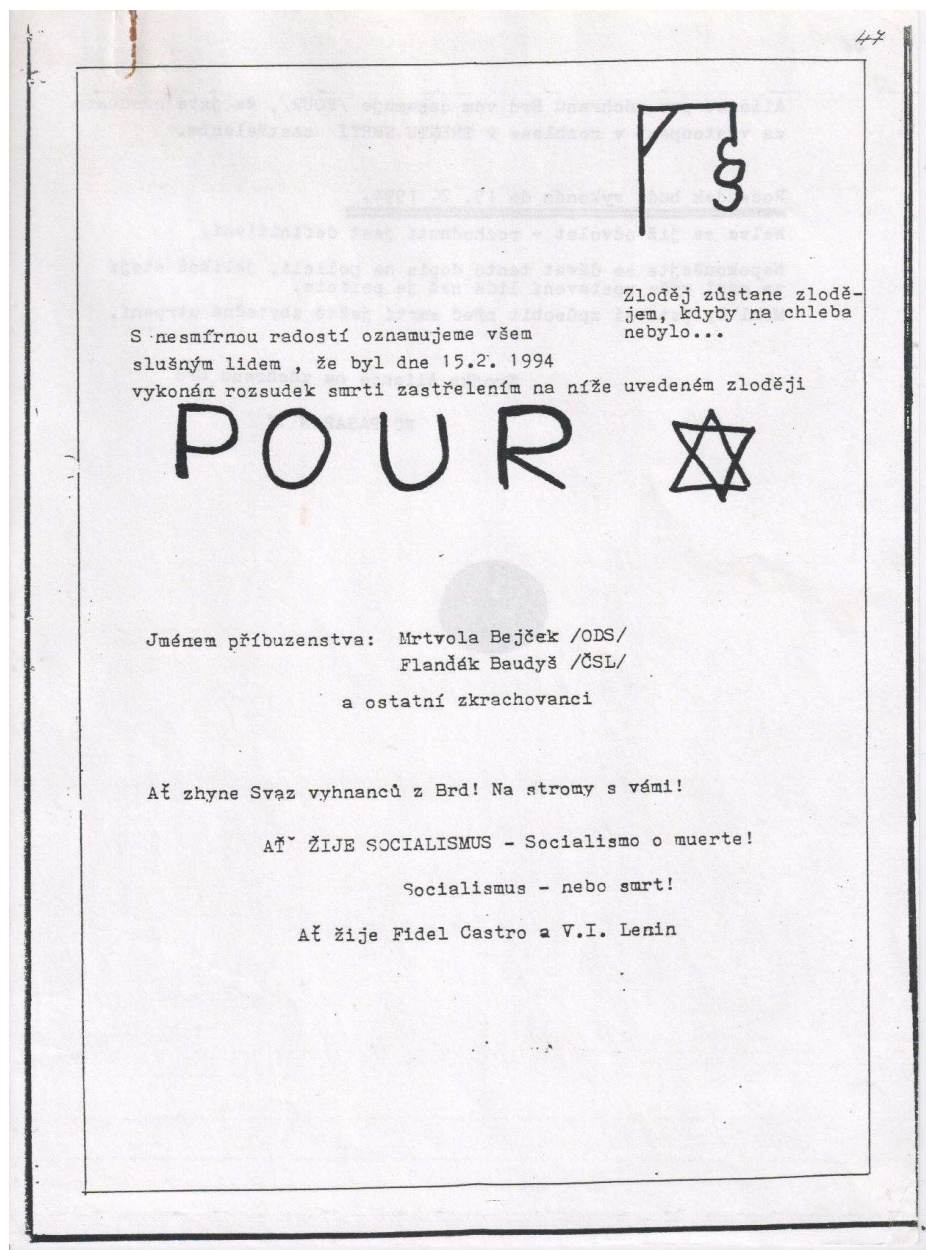 47
Zloděj zůstane zlodě-
jem, kdyby na chleba
nebylo...
S nesmírnou radostí oznamujeme všem
slušným lidem , že byl dne 15.2. 1994
vykonán rozsudek smrti zastřelením na níže uvedeném zloději
POUR
Jménem příbuzenstva: Mrtvola Bejček /ODS/
Flanďák Baudyš /ČSL/
a ostatní zkrachovanci
Ať zhyne Svaz vyhnanců z Brd! Na stromy s vámi!
AŤˇ ŽIJE SOCIALISMUS - Socialismo o muerte!
Socialismus - nebo smrt!
Ať žije Fidel Castro a V.I. Lenin